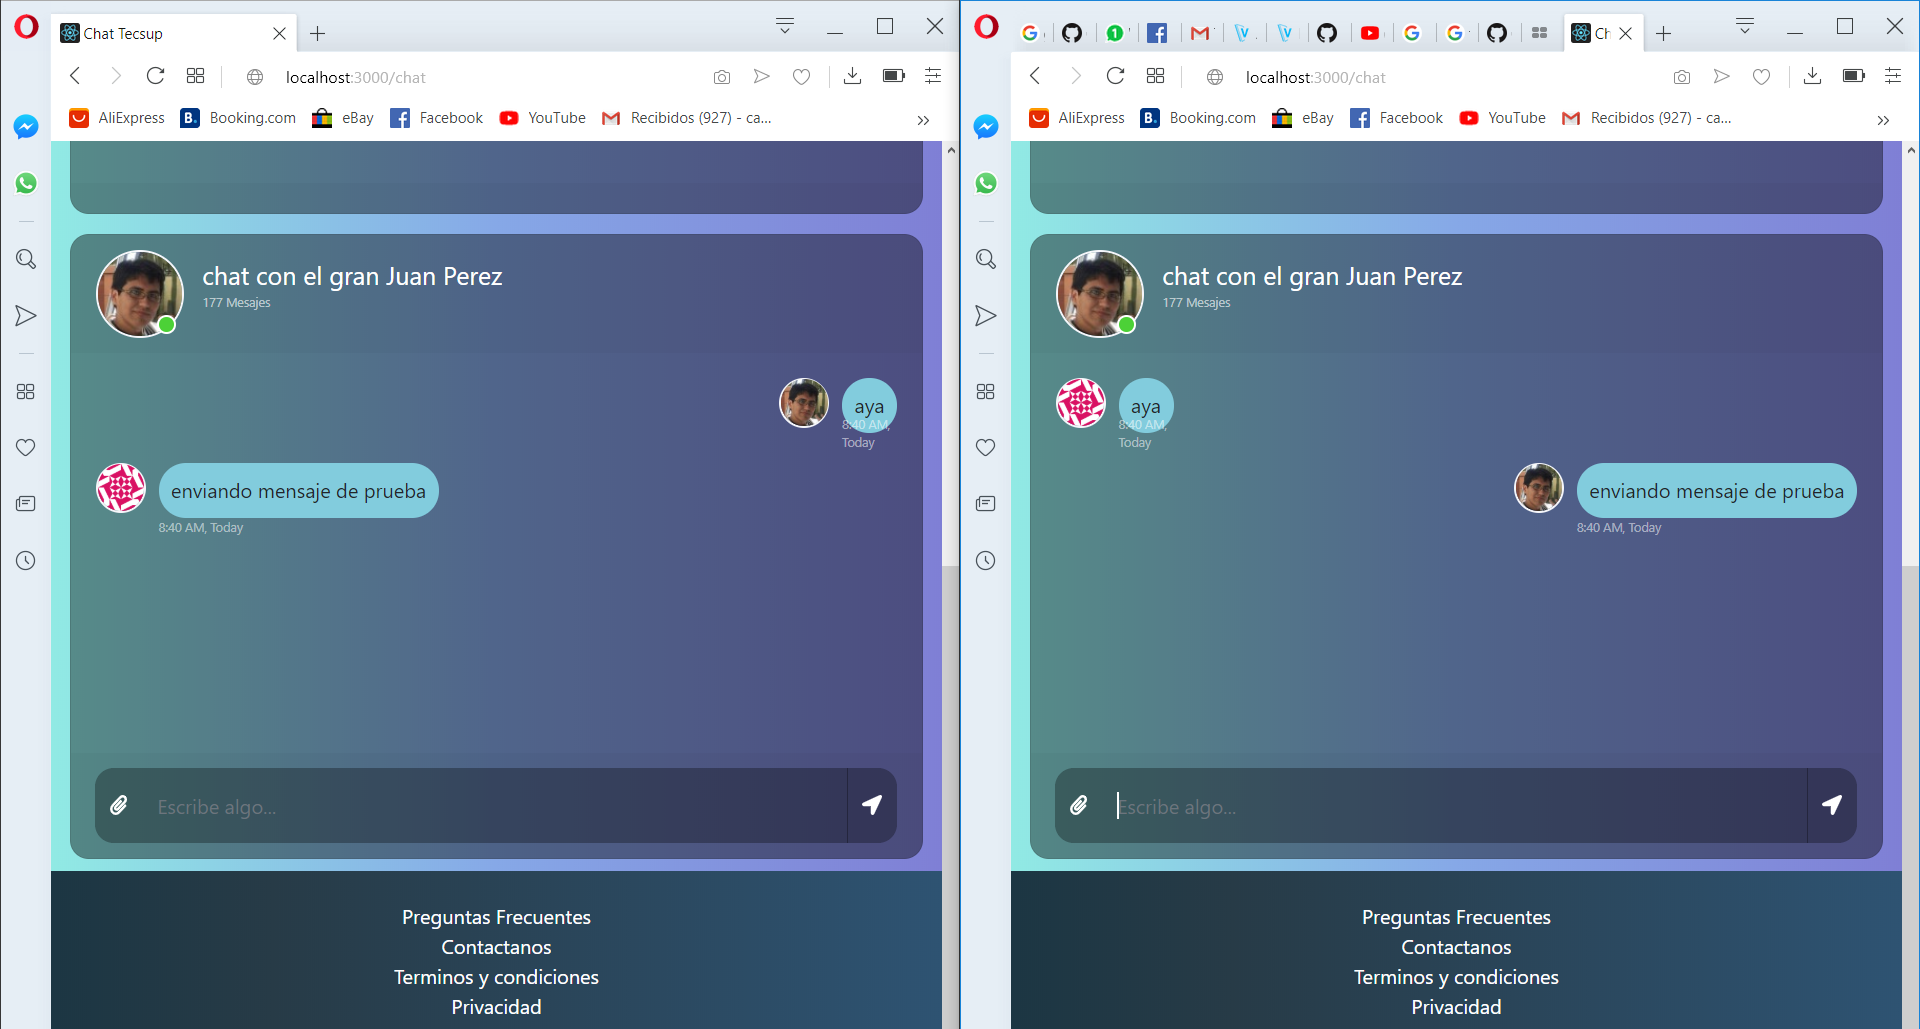 Chat Tecsup
localhost:3000/chat
AliExpress
B.
Booking.com
eBay
Facebook
YouTube
Recibidos (927) - ca...
chat con el gran Juan Perez
177 Mesajes
aya
8:40 AM,
Today
enviando mensaje de prueba
8:40 AM, Today
Escribe algo...
Preguntas Frecuentes
Contactanos
Terminos y condiciones
Privacidad
1
Ch
localhost:3000/chat
AliExpress
B.
Booking.com
eBay
Facebook
YouTube
Recibidos (927) - ca...
chat con el gran Juan Perez
177 Mesajes
aya
8:40 AM,
Today
enviando mensaje de prueba
8:40 AM, Today
Escribe algo...
Preguntas Frecuentes
Contactanos
Terminos y condiciones
Privacidad